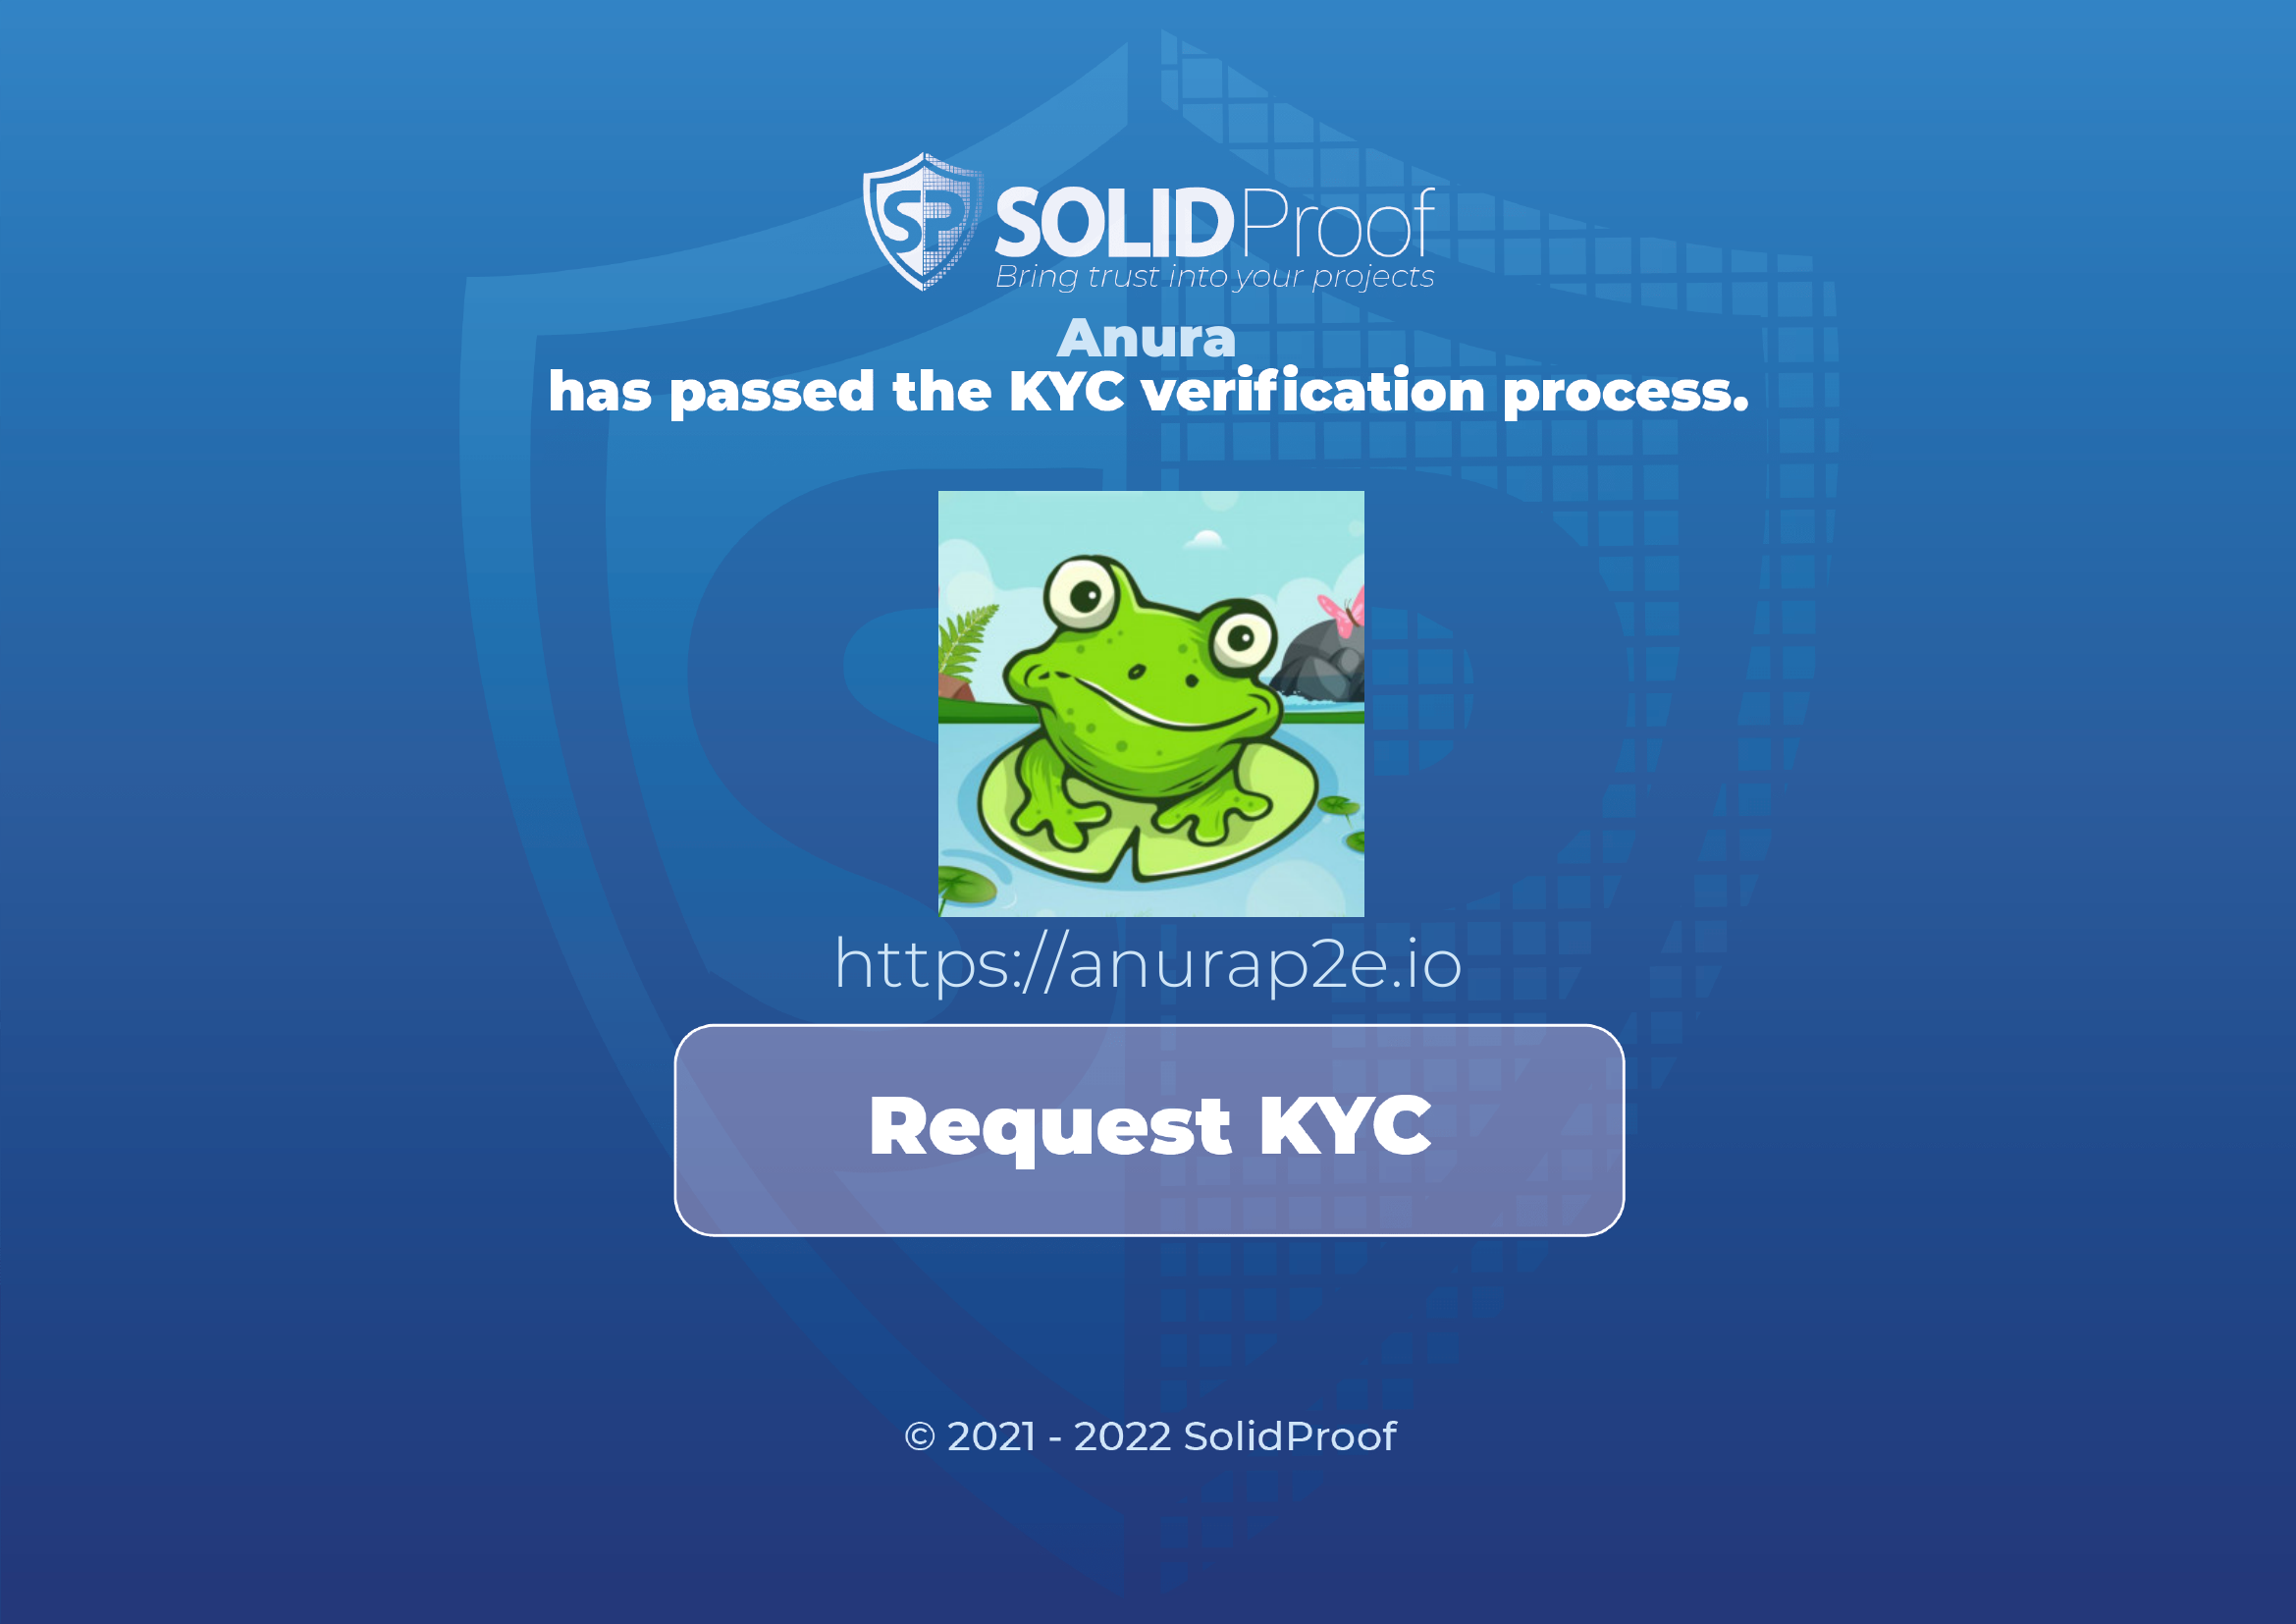 SP
SOLIDProof
Bring trust into your projects
Anura
has passed the KYC verification process.
https://anurap2e.io
Request KYC
© 2021 - 2022 SolidProof